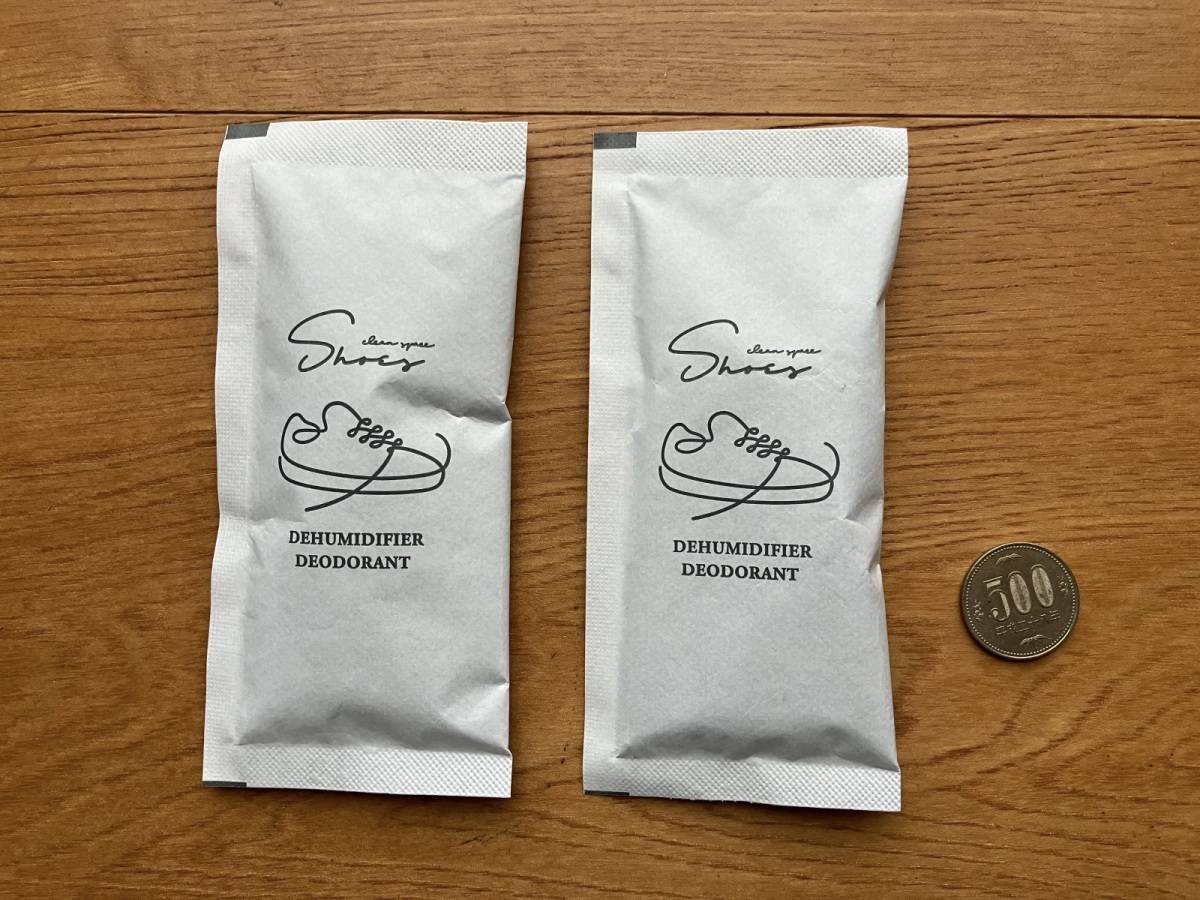 clean space
Shoes
DEHUMIDIFIER
DEODORANT
clean space
Shoes
DEHUMIDIFIER
DEODORANT
500